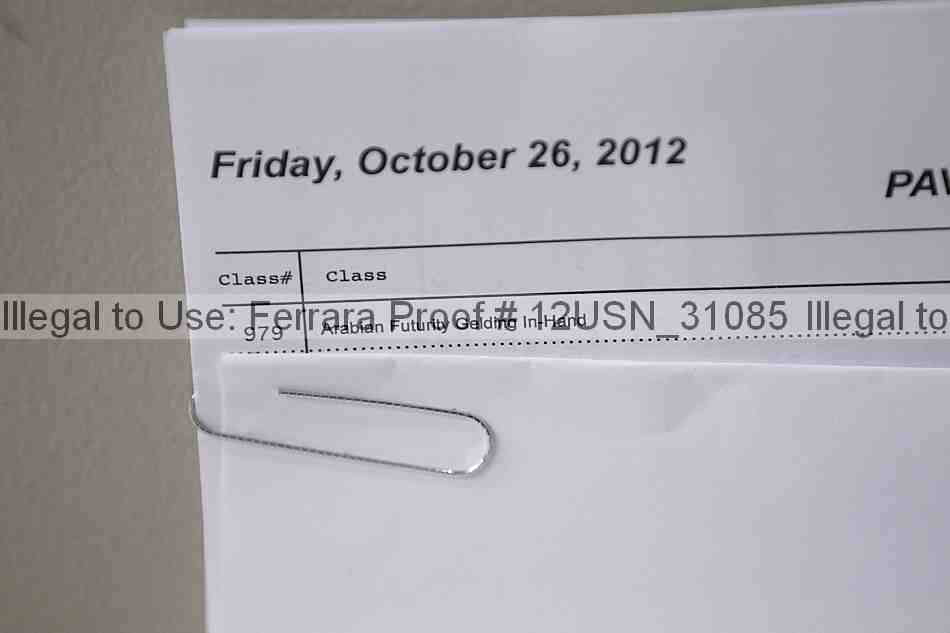 Friday, October 26, 2012
PAV
Class# Class
Illegal to Use: Ferrara Proof # 12USN_31085 Illegal to
979 Arabian Futurity Gelding In-Hand